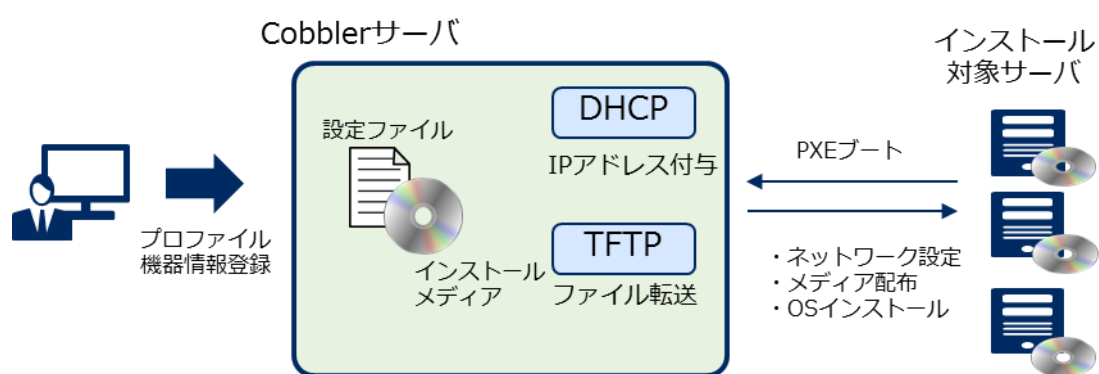 Cobblerサーバ
インストール
対象サーバ
設定ファイル
DHCP
IPアドレス付与
PXEブート
プロファイル
機器情報登録
インストール
メディア
TFTP
ファイル転送
・ネットワーク設定
・メディア配布
・OSインストール